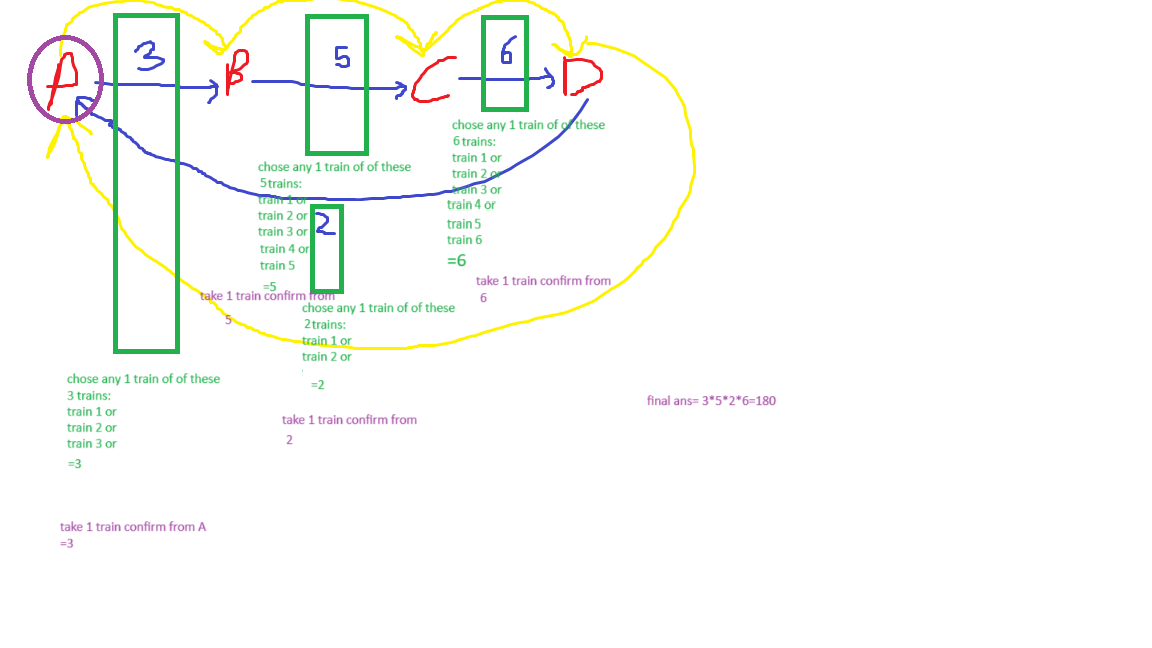 3
5
6
A
B
C
D
chose any 1 train of of these
6 trains:
train 1 or
train 2 or
train 3 or
train 4 or
train 5
train 6
=6
take 1 train confirm from
6
chose any 1 train of of these
5 trains:
train 1 or
train 2 or
train 3 or
train 4 or
train 5
=5
take 1 train confirm from
5
2
chose any 1 train of of these
2 trains:
train 1 or
train 2 or
=2
take 1 train confirm from
2
chose any 1 train of of these
3 trains:
train 1 or
train 2 or
train 3 or
=3
take 1 train confirm from A
=3
final ans= 3*5*2*6=180